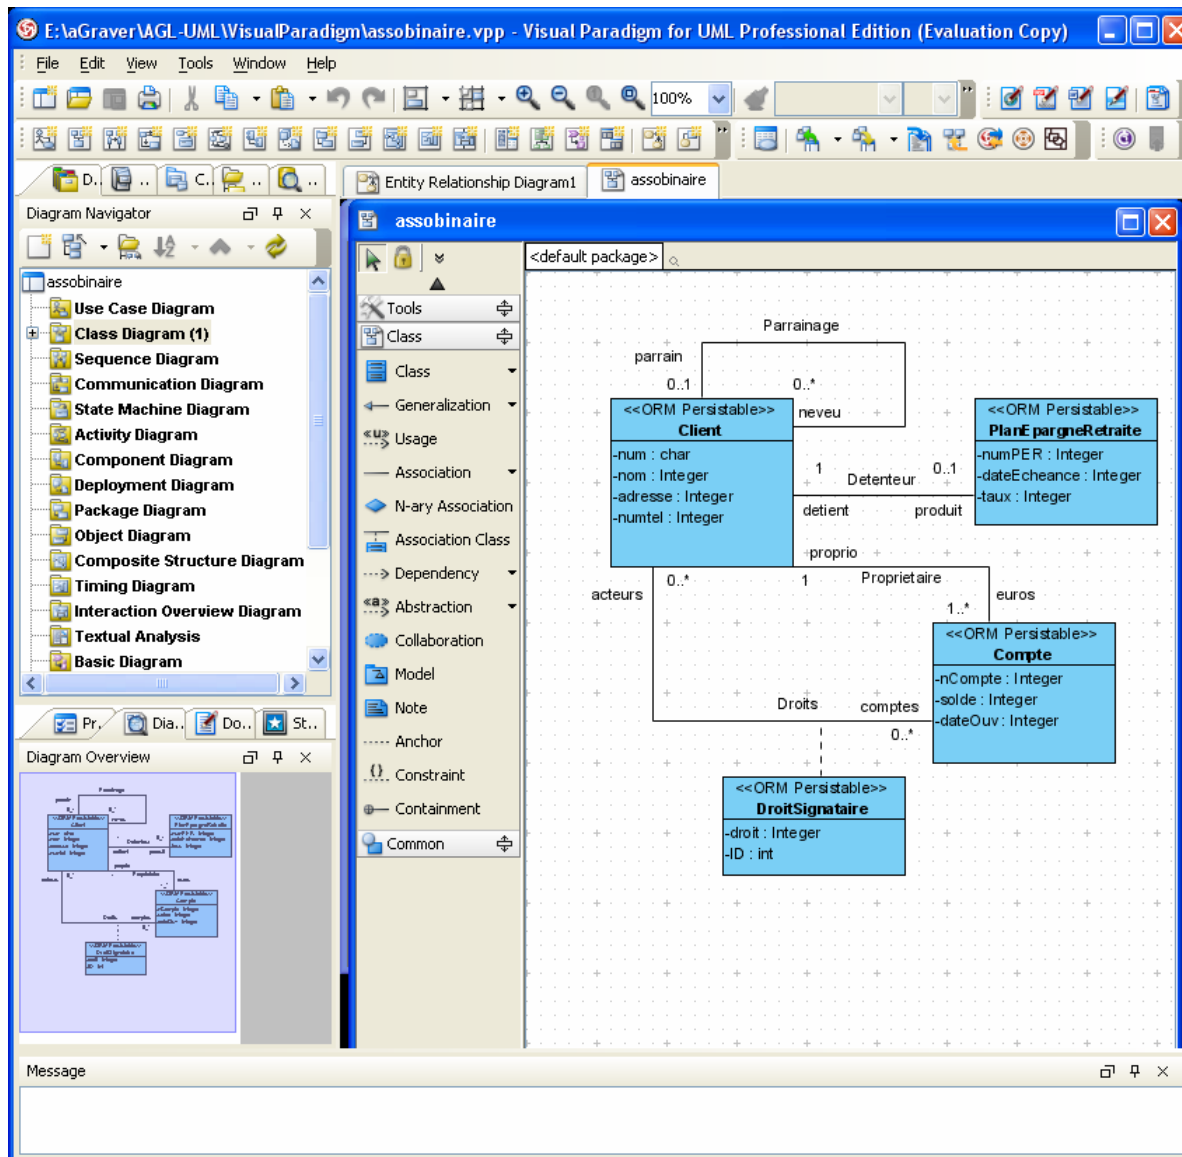 E:\aGraver\AGL-UML\VisualParadigm\assobinaire.vpp - Visual Paradigm for UML Professional Edition (Evaluation Copy)
File Edit View Tools Window Help
100%
D.. .. C.. .. ..
Entity Relationship Diagram1 assobinaire
Diagram Navigator
assobinaire
Use Case Diagram
Class Diagram (1)
Sequence Diagram
Communication Diagram
State Machine Diagram
Activity Diagram
Component Diagram
Deployment Diagram
Package Diagram
Object Diagram
Composite Structure Diagram
Timing Diagram
Interaction Overview Diagram
Textual Analysis
Basic Diagram
Pr. Dia.. Do.. St..
Diagram Overview
assobinaire
<default package>
Tools
Class
Class
Generalization
Usage
Association
N-ary Association
Association Class
Dependency
Abstraction
Collaboration
Model
Note
Anchor
Constraint
Containment
Common
Parrainage
parrain
0..1 0..*
neveu
<<ORM Persistable>>
Client
-num : char
-nom : Integer
-adresse : Integer
-numtel : Integer
<<ORM Persistable>>
PlanEpargneRetraite
-numPER : Integer
-dateEcheance : Integer
-taux : Integer
1 Detenteur 0..1
detient produit
proprio
0..* 1 Proprietaire
acteurs euros
1..*
<<ORM Persistable>>
Compte
-nCompte : Integer
-solde : Integer
-dateOuv : Integer
Droits comptes
0..*
<<ORM Persistable>>
DroitSignataire
-droit : Integer
-ID : int
Message